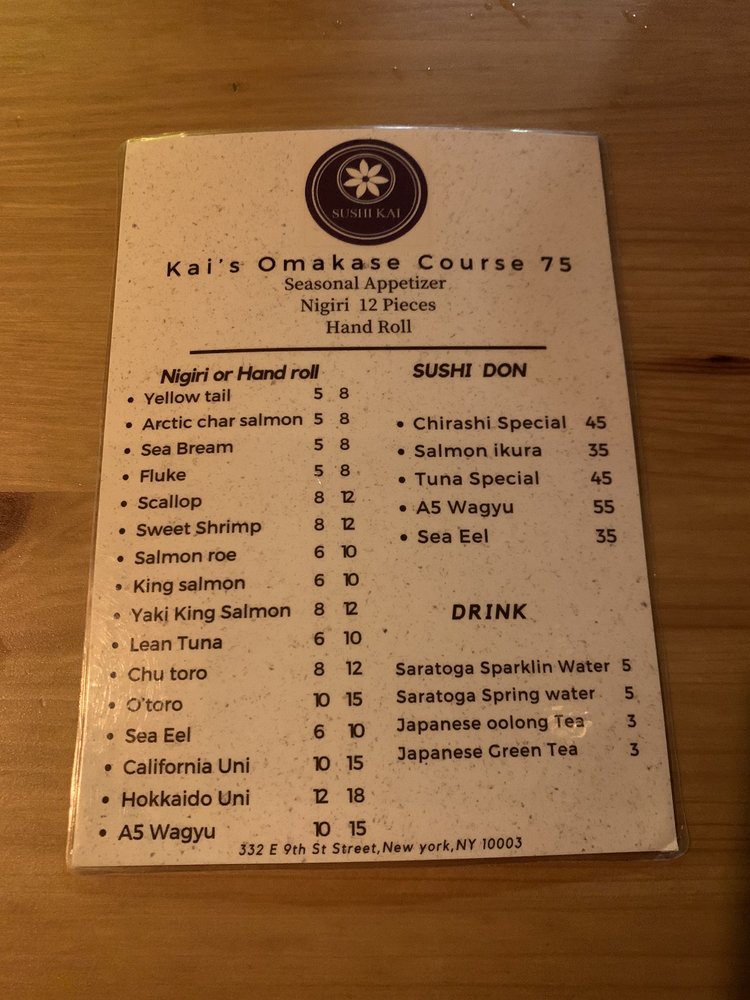 SUSHI KAI
Kai's Omakase Course 75
Seasonal Appetizer
Nigiri 12 Pieces
Hand Roll
Nigiri or Hand roll
• Yellow tail 5 8
• Arctic char salmon 5 8
• Sea Bream 5 8
• Fluke 5 8
• Scallop 8 12
• Sweet Shrimp 8 12
• Salmon roe 6 10
• King salmon 6 10
• Yaki King Salmon 8 12
• Lean Tuna 6 10
• Chu toro 8 12
• O'toro 10 15
• Sea Eel 6 10
• California Uni 10 15
• Hokkaido Uni 12 18
• A5 Wagyu 10 15
SUSHI DON
• Chirashi Special 45
• Salmon ikura 35
• Tuna Special 45
• A5 Wagyu 55
• Sea Eel 35
DRINK
Saratoga Sparklin Water 5
Saratoga Spring water 5
Japanese oolong Tea 3
Japanese Green Tea 3
332 E 9th St Street,New york,NY 10003